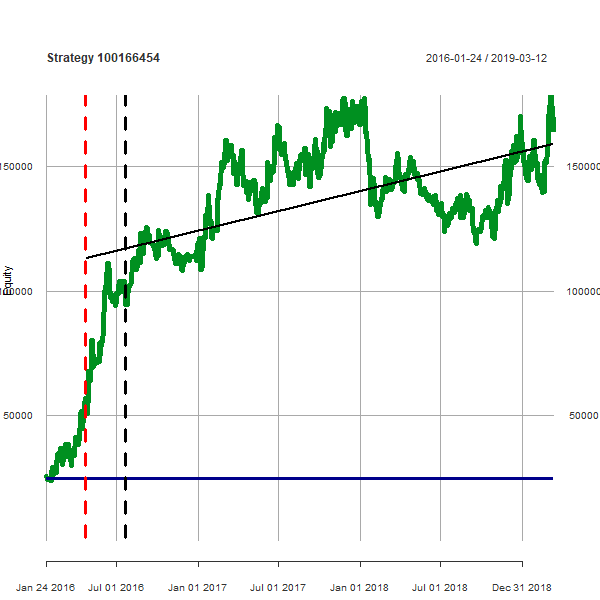 Strategy 100166454
2016-01-24 / 2019-03-12
150000
150000
Equity
100000
100000
50000
50000
Jan 24 2016
Jul 01 2016
Jan 01 2017
Jul 01 2017
Jan 01 2018
Jul 01 2018
Dec 31 2018